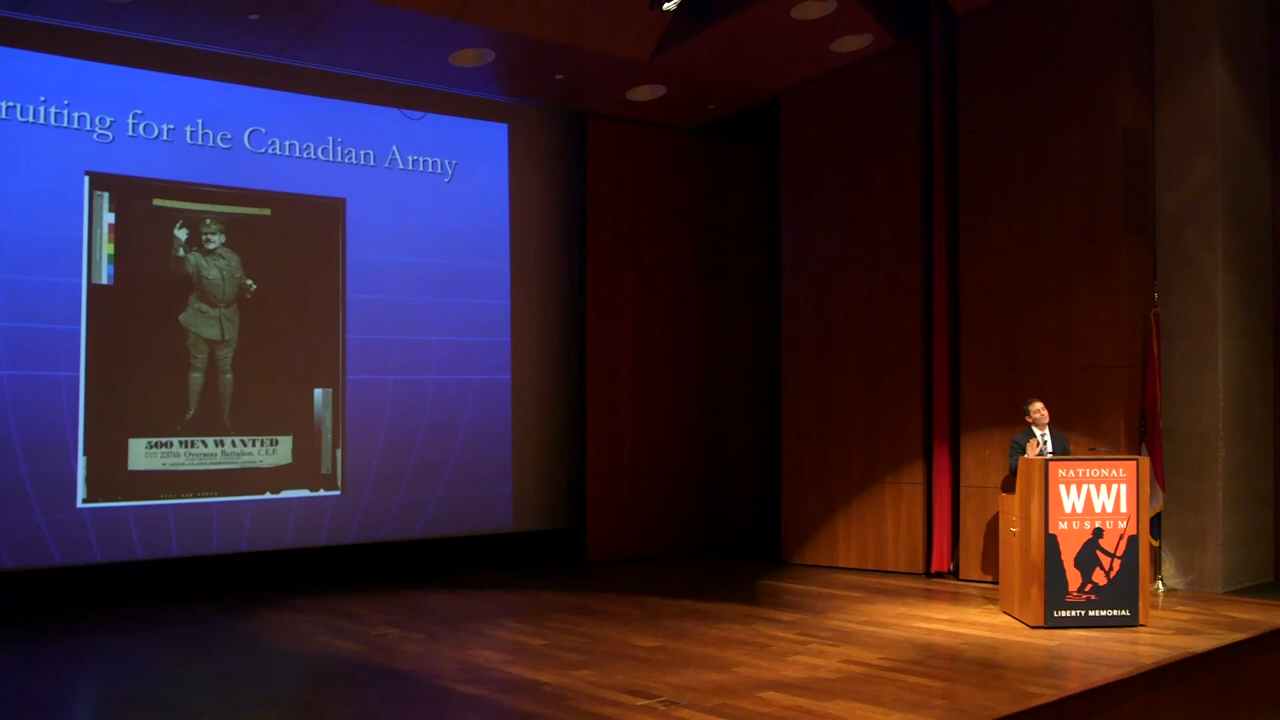 ruiting for the Canadian Army
500 MEN WANTED
237th Overseas Battalion, C.E.F.
NATIONAL
WWI
MUSEUM
LIBERTY MEMORIAL